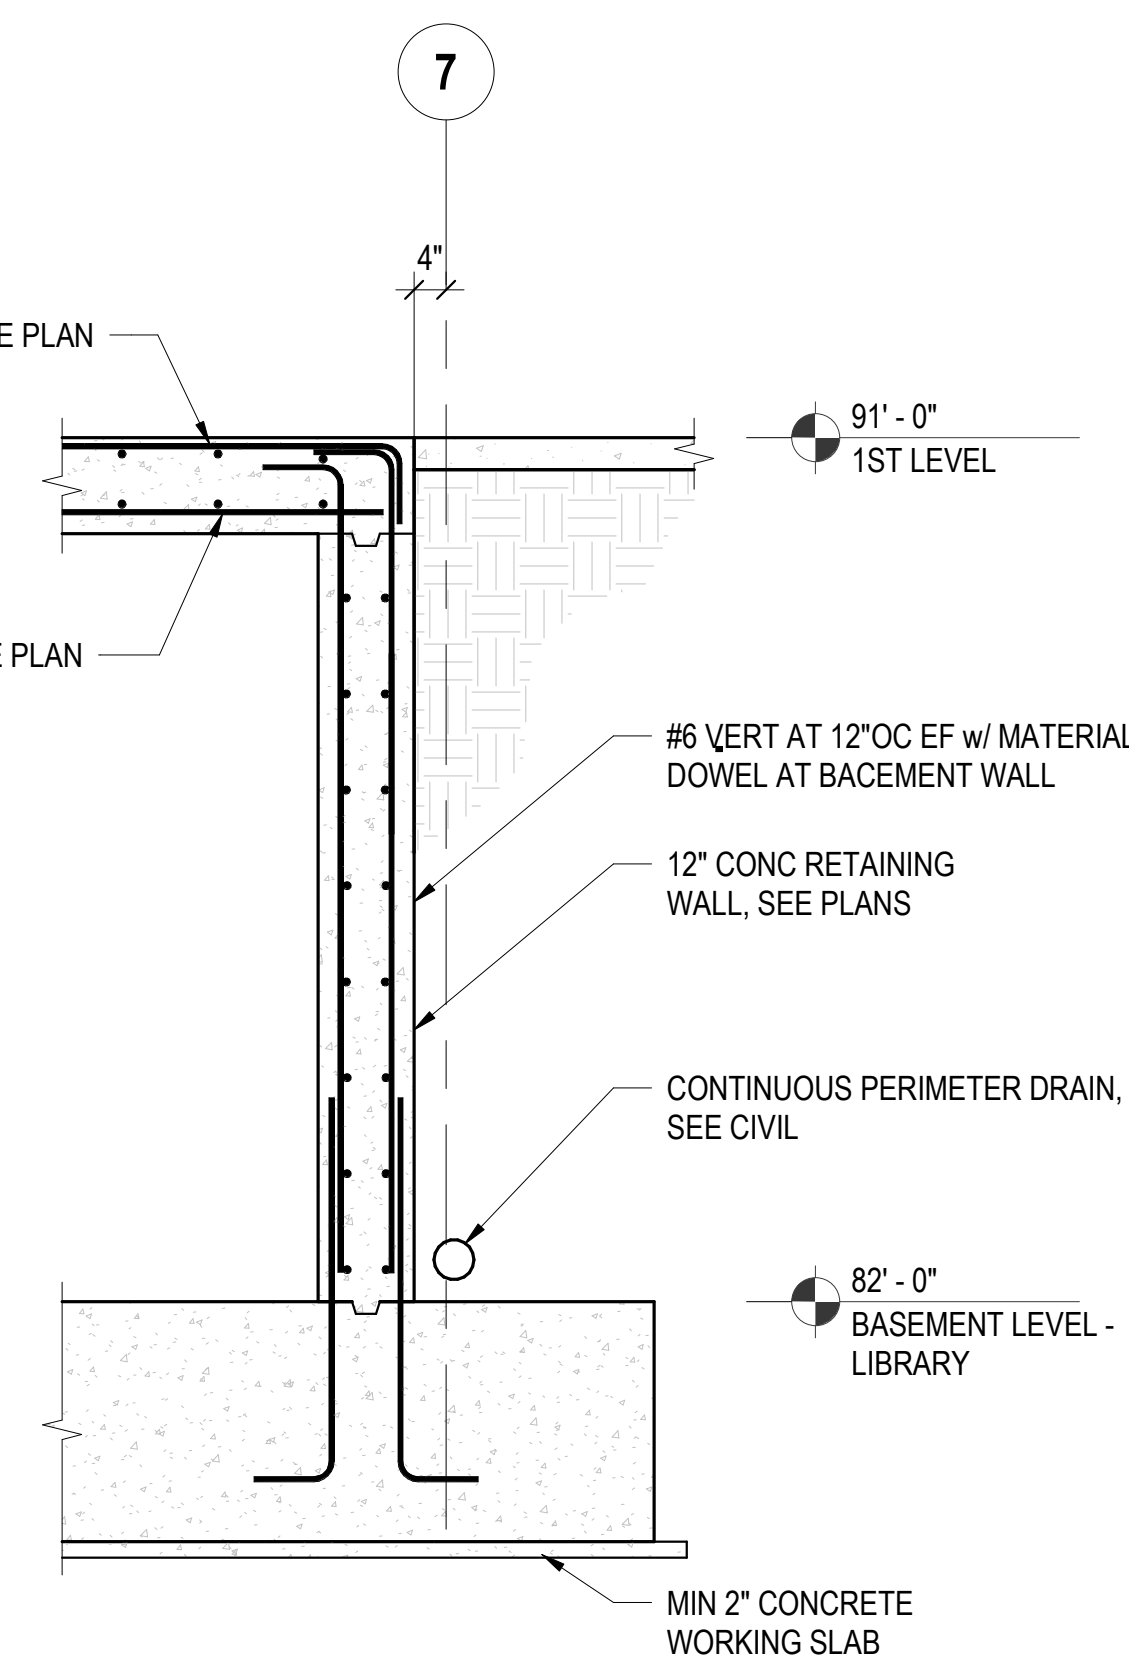 7
4"
E PLAN
91' - 0"
1ST LEVEL
E PLAN
#6 VERT AT 12"OC EF w/ MATERIAL
DOWEL AT BACEMENT WALL
12" CONC RETAINING
WALL, SEE PLANS
CONTINUOUS PERIMETER DRAIN,
SEE CIVIL
82' - 0"
BASEMENT LEVEL -
LIBRARY
MIN 2" CONCRETE
WORKING SLAB